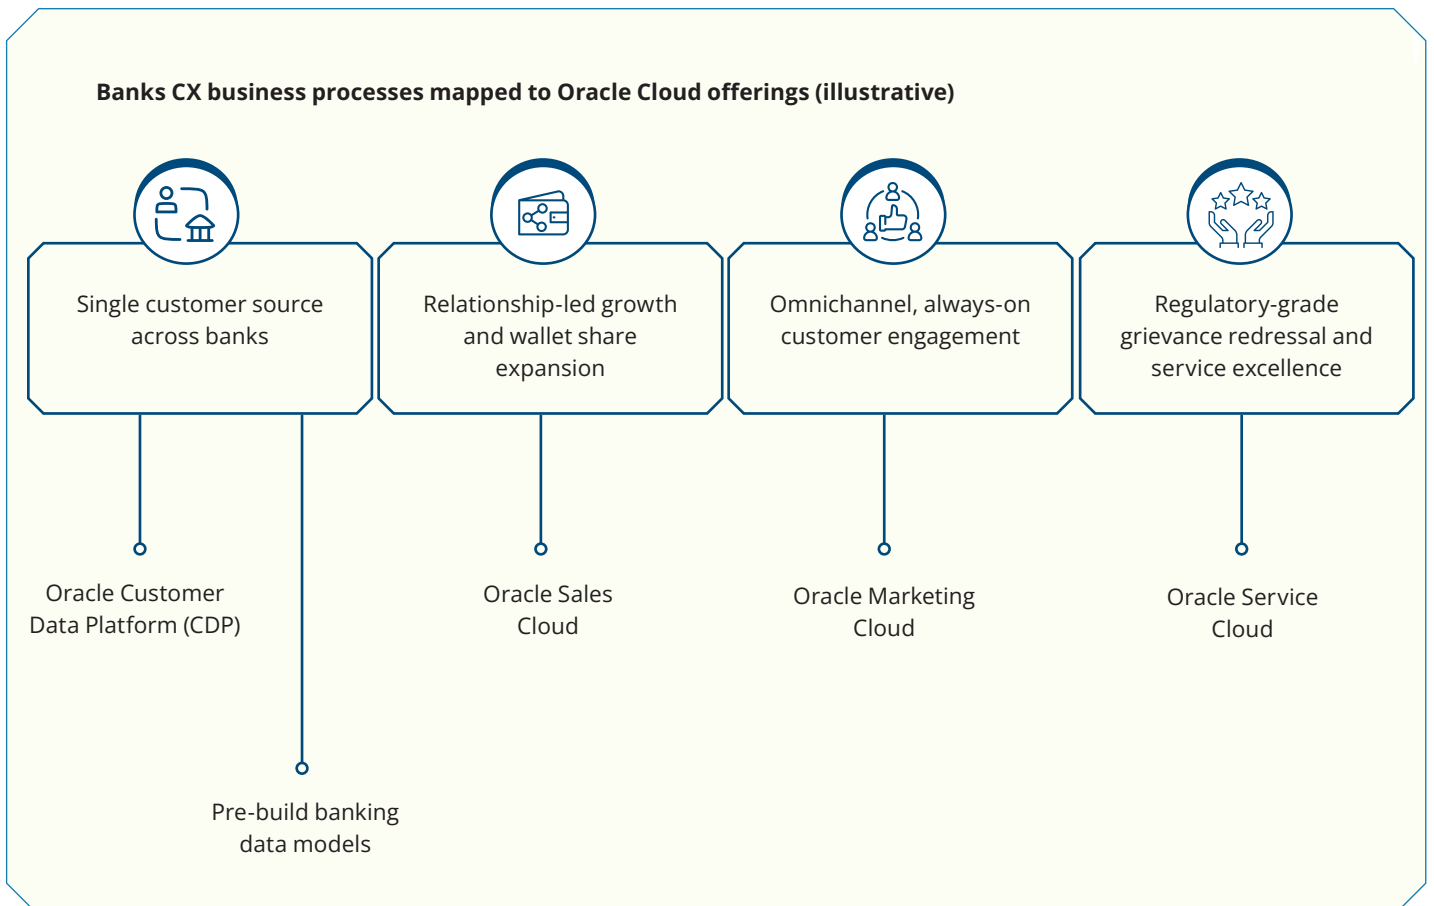 Banks CX business processes mapped to Oracle Cloud offerings (illustrative)
Single customer source
across banks
Relationship-led growth
and wallet share
expansion
Omnichannel, always-on
customer engagement
Regulatory-grade
grievance redressal and
service excellence
Oracle Customer
Data Platform (CDP)
Oracle Sales
Cloud
Oracle Marketing
Cloud
Oracle Service
Cloud
Pre-build banking
data models